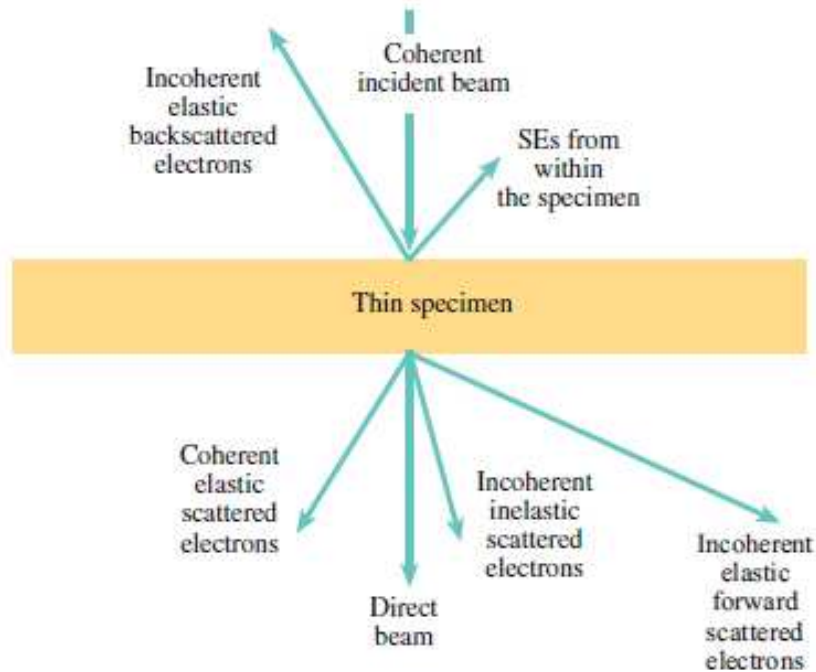 Coherent
incident beam
Incoherent
elastic
backscattered
electrons
SEs from
within
the specimen
Thin specimen
Coherent
elastic
scattered
electrons
Incoherent
inelastic
scattered
electrons
Direct
beam
Incoherent
elastic
forward
scattered
electrons